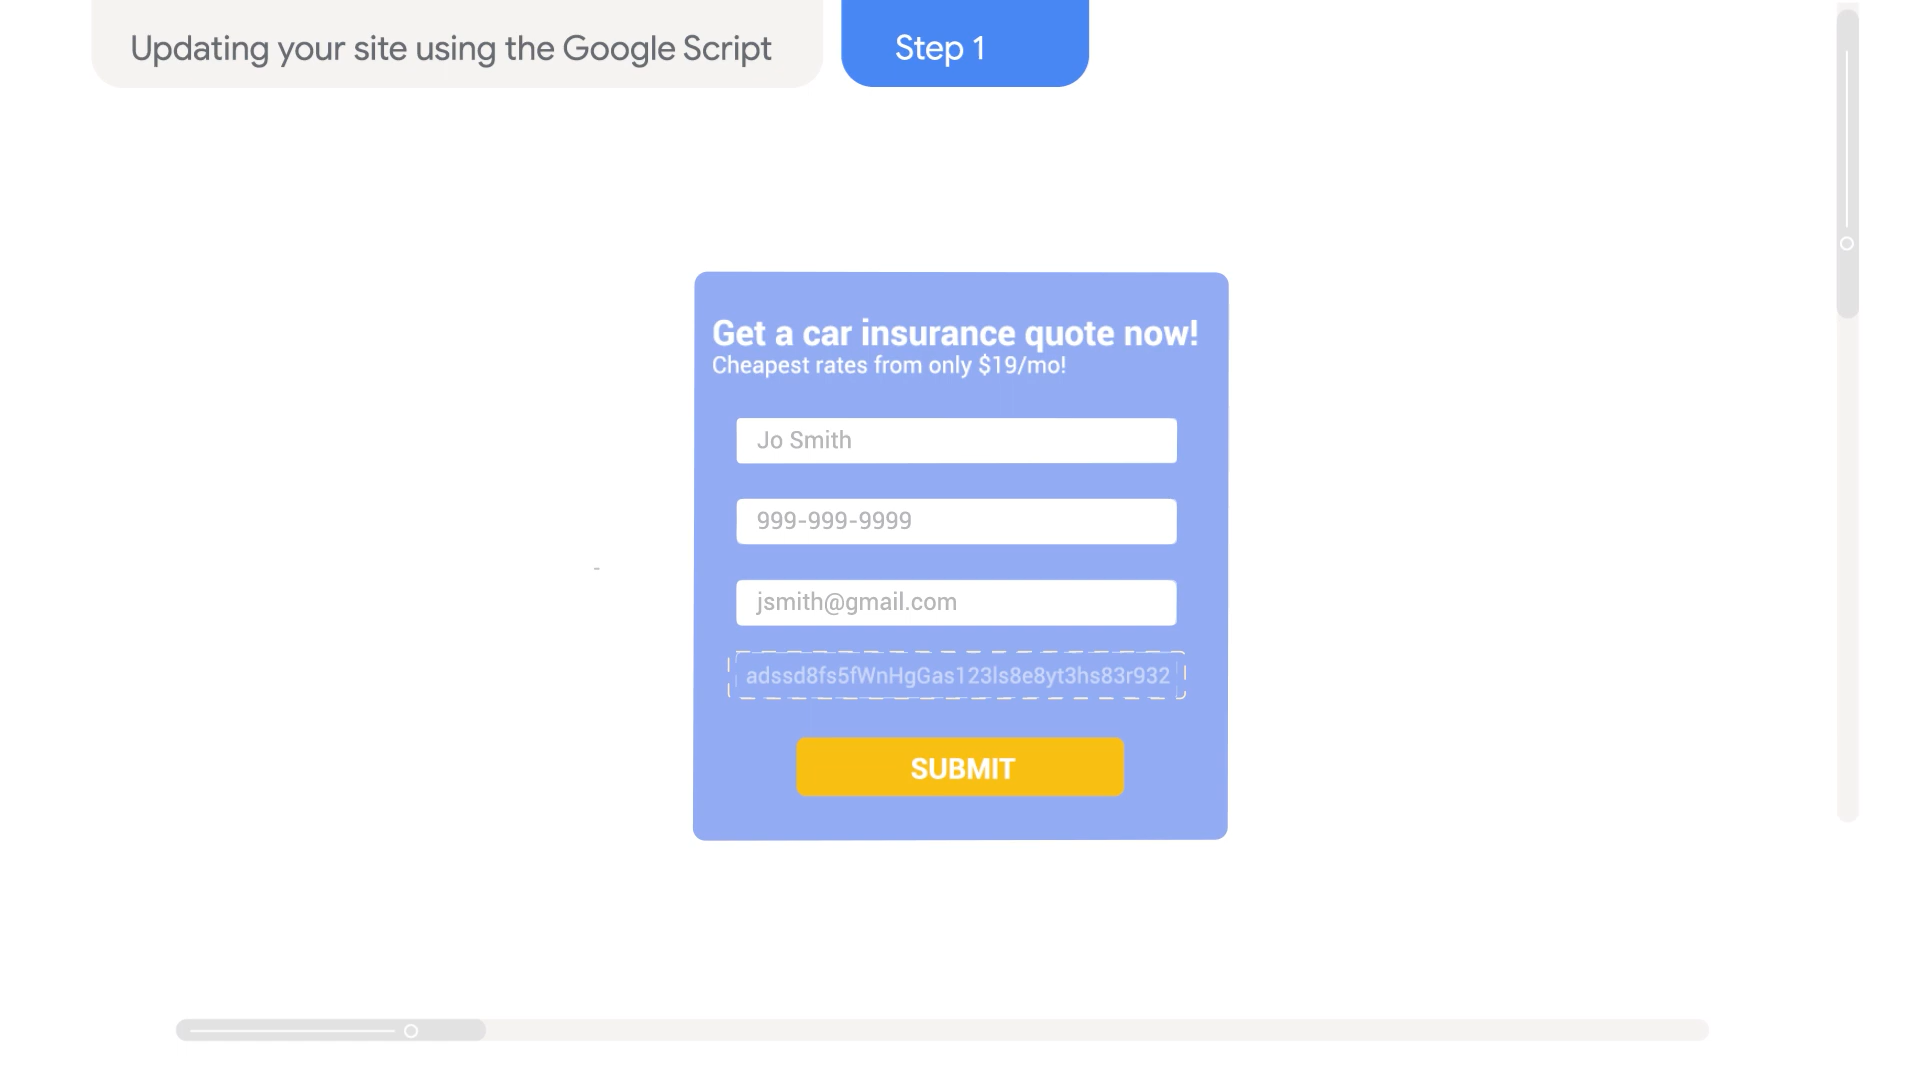 Updating your site using the Google Script
Step 1
Get a car insurance quote now!
Cheapest rates from only $19/mo!
Jo Smith
999-999-9999
jsmith@gmail.com
adssd8fs5fWnHgGas123ls8e8yt3hs83r932
SUBMIT